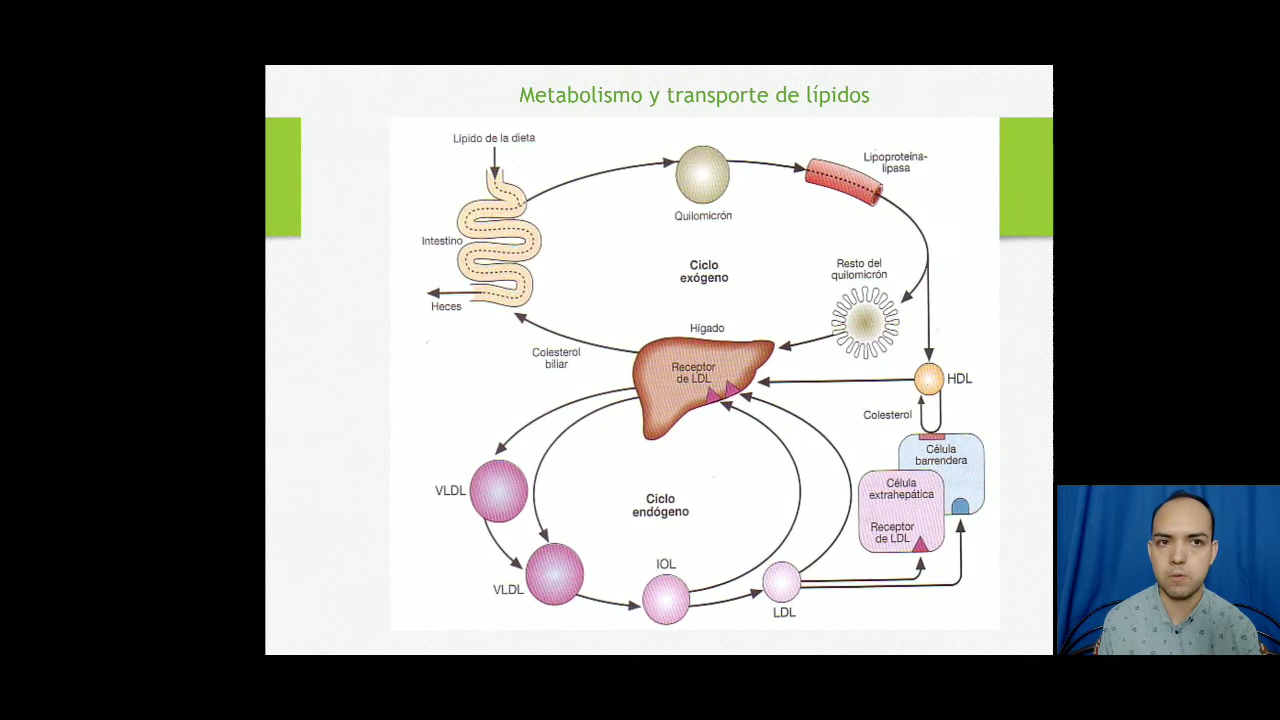 Metabolismo y transporte de lípidos
Lípido de la dieta
Lipoproteína-
lipasa
Quilomicrón
Intestino
Ciclo
exógeno
Resto del
quilomicrón
Heces
Hígado
Colesterol
biliar
Receptor
de LDL
HDL
Colesterol
Célula
barrendera
Célula
extrahepática
Receptor
de LDL
VLDL
Ciclo
endógeno
IOL
VLDL
LDL